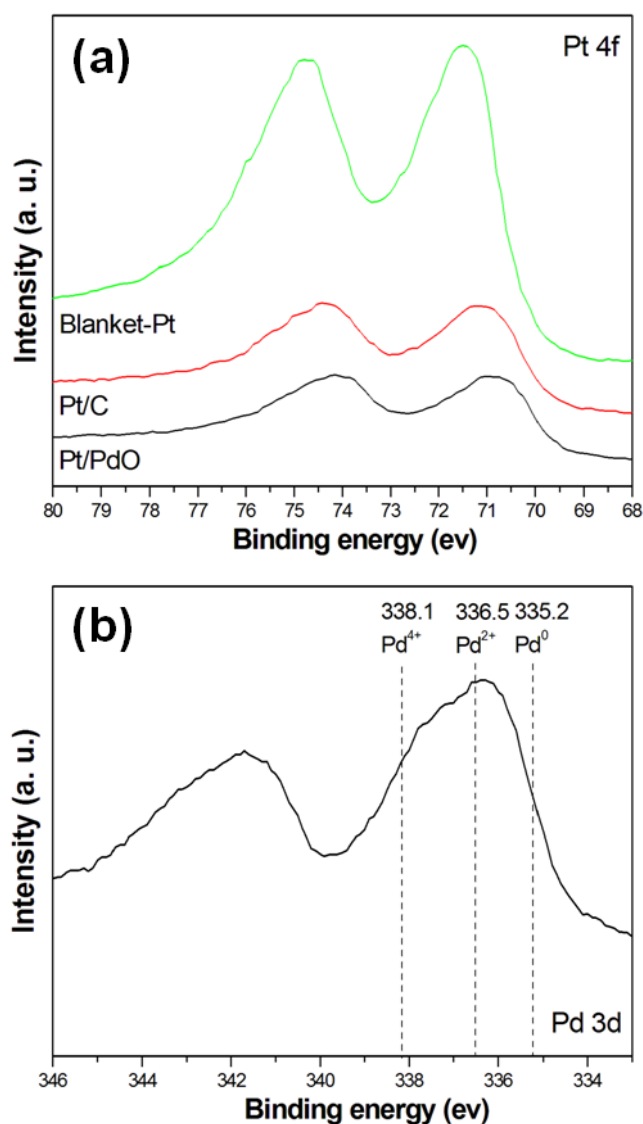 (a)
Pt 4f
Intensity (a. u.)
Blanket-Pt
Pt/C
Pt/PdO
80 79 78 77 76 75 74 73 72 71 70 69 68
Binding energy (ev)
(b)
338.1 336.5 335.2
Pd⁴⁺ Pd²⁺ Pd⁰
Intensity (a. u.)
Pd 3d
346 344 342 340 338 336 334
Binding energy (ev)